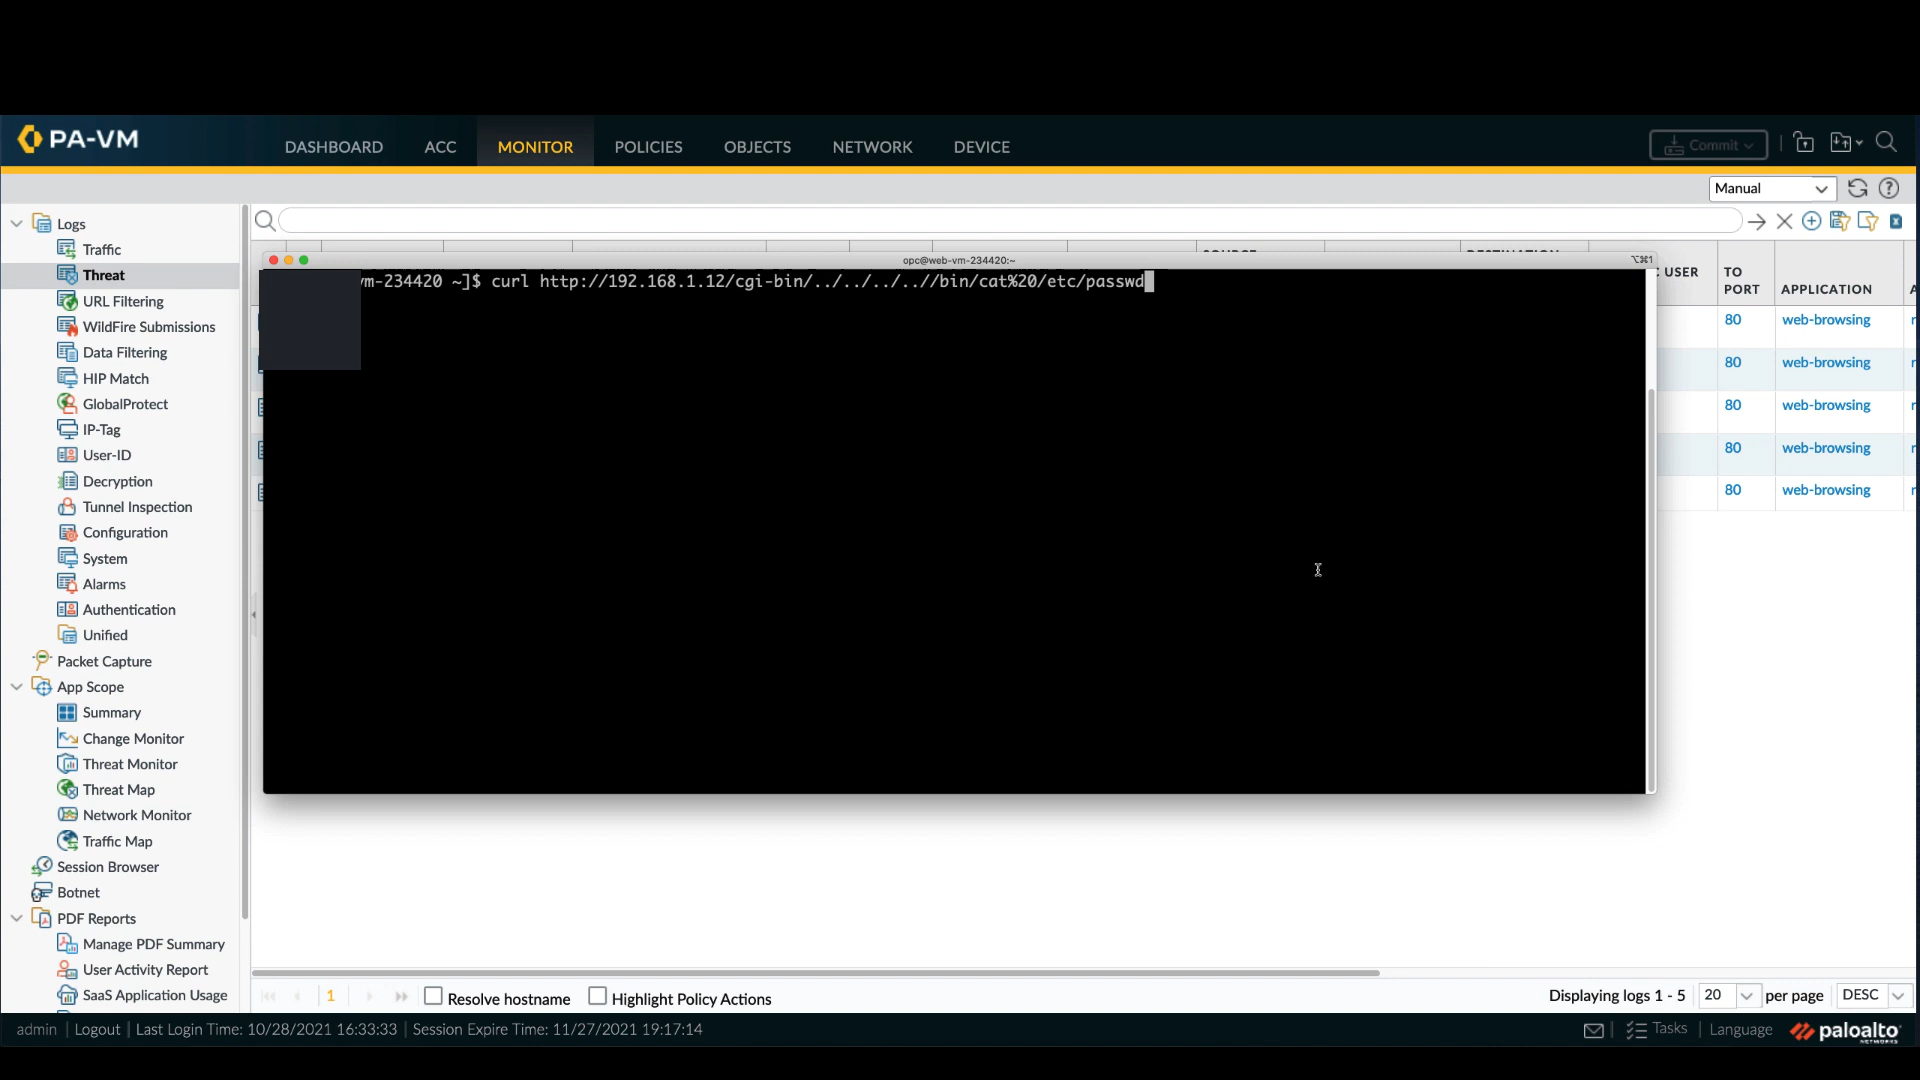 PA-VM
DASHBOARD ACC MONITOR POLICIES OBJECTS NETWORK DEVICE
Commit
Manual
Logs
Traffic
Threat
URL Filtering
WildFire Submissions
Data Filtering
HIP Match
GlobalProtect
IP-Tag
User-ID
Decryption
Tunnel Inspection
Configuration
System
Alarms
Authentication
Unified
Packet Capture
App Scope
Summary
Change Monitor
Threat Monitor
Threat Map
Network Monitor
Traffic Map
Session Browser
Botnet
PDF Reports
Manage PDF Summary
User Activity Report
SaaS Application Usage
opc@web-vm-234420:~ ⌥⌘1
vm-234420 ~]$ curl http://192.168.1.12/cgi-bin/../../../..//bin/cat%20/etc/passwd
USER TO PORT APPLICATION
80 web-browsing
80 web-browsing
80 web-browsing
80 web-browsing
80 web-browsing
1 Resolve hostname Highlight Policy Actions Displaying logs 1 - 5 20 per page DESC
admin | Logout | Last Login Time: 10/28/2021 16:33:33 | Session Expire Time: 11/27/2021 19:17:14 Tasks | Language paloalto
NETWORKS